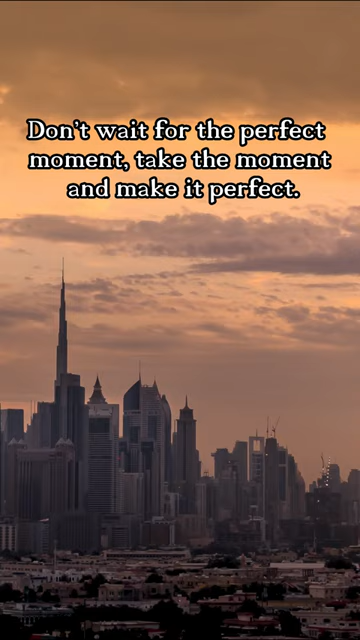 Don't wait for the perfect
moment, take the moment
and make it perfect.